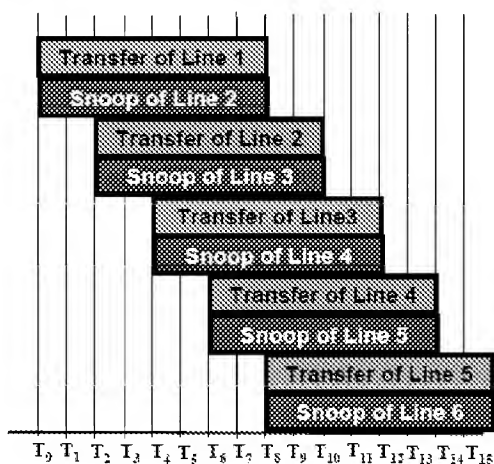 Transfer of Line 1
Snoop of Line 2
Transfer of Line 2
Snoop of Line 3
Transfer of Line3
Snoop of Line 4
Transfer of Line 4
Snoop of Line 5
Transfer of Line 5
Snoop of Line 6
T0 T1 T2 T3 T4 T5 T6 T7 T8 T9 T10 T11 T12 T13 T14 T15